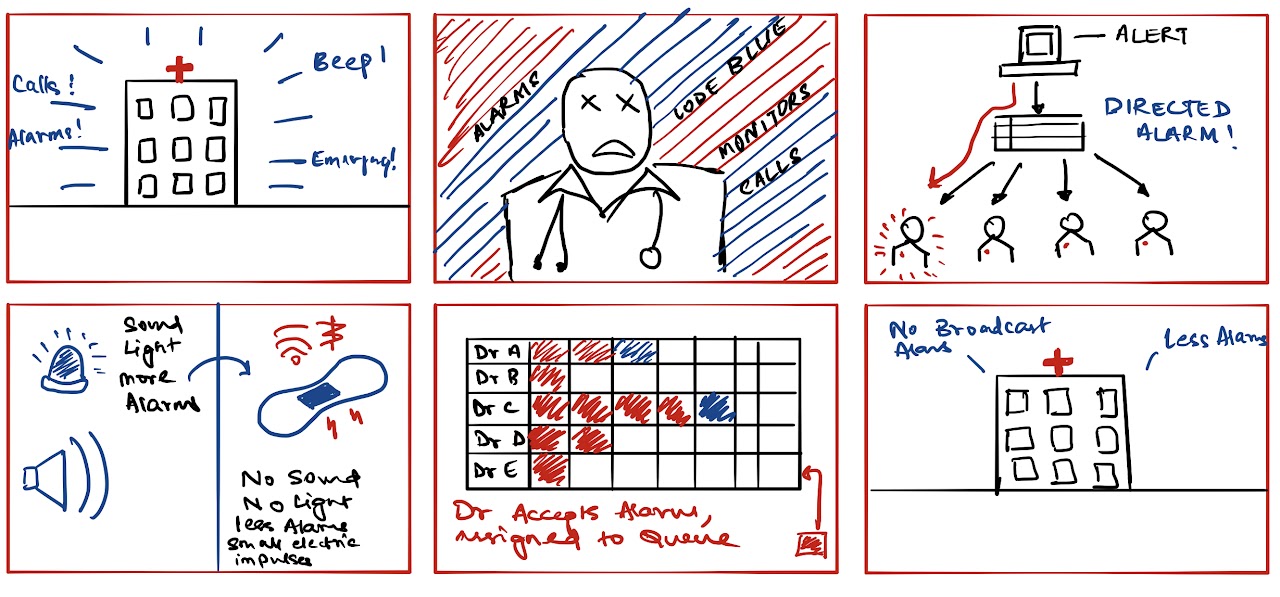 Calls!
Alarms!
Beep!
Emergng!
ALARMS
CODE BLUE
MONITORS
CALLS
ALERT
DIRECTED
ALARM!
Sound
Light
more
Alarms
No Sound
No Light
less Alarms
small electric
impulses
Dr A
Dr B
Dr C
Dr D
Dr E
Dr Accepts Alarm,
assigned to Queue
No Broadcast
Alarms
less Alarms